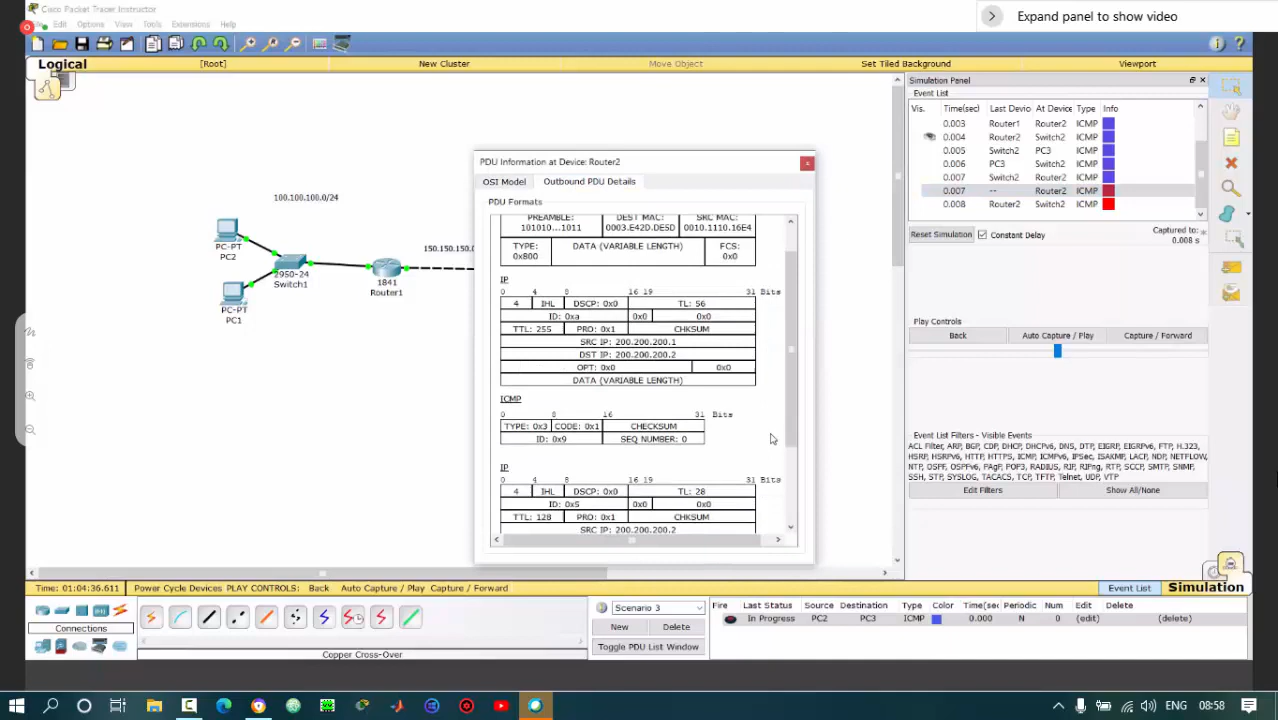 Cisco Packet Tracer Instructor
Expand panel to show video
File Edit Options View Tools Extensions Help
Logical [Root] New Cluster Move Object Set Tiled Background Viewport
100.100.100.0/24
150.150.150.0
PC-PT
PC2
PC-PT
PC1
2950-24
Switch1
1841
Router1
PDU Information at Device: Router2
OSI Model Outbound PDU Details
PDU Formats
PREAMBLE: 101010...1011 DEST MAC: 0003.E42D.DE5D SRC MAC: 0010.1110.16E4
TYPE: 0x800 DATA (VARIABLE LENGTH) FCS: 0x0
IP
0 4 8 16 19 31 Bits
4 IHL DSCP: 0x0 TL: 56
ID: 0xa 0x0 0x0
TTL: 255 PRO: 0x1 CHKSUM
SRC IP: 200.200.200.1
DST IP: 200.200.200.2
OPT: 0x0 0x0
DATA (VARIABLE LENGTH)
ICMP
0 8 16 31 Bits
TYPE: 0x3 CODE: 0x1 CHECKSUM
ID: 0x9 SEQ NUMBER: 0
IP
0 4 8 16 19 31 Bits
4 IHL DSCP: 0x0 TL: 28
ID: 0x5 0x0 0x0
TTL: 128 PRO: 0x1 CHKSUM
SRC IP: 200.200.200.2
Simulation Panel
Event List
Vis. Time(sec) Last Devic At Device Type Info
0.003 Router1 Router2 ICMP
0.004 Router2 Switch2 ICMP
0.005 Switch2 PC3 ICMP
0.006 PC3 Switch2 ICMP
0.007 Switch2 Router2 ICMP
0.007 -- Router2 ICMP
0.008 Router2 Switch2 ICMP
Reset Simulation Constant Delay Captured to:
0.008 s
Play Controls
Back Auto Capture / Play Capture / Forward
Event List Filters - Visible Events
ACL Filter, ARP, BGP, CDP, DHCP, DHCPv6, DNS, DTP, EIGRP, EIGRPv6, FTP, H.323,
HSRP, HSRPv6, HTTP, HTTPS, ICMP, ICMPv6, IPSec, ISAKMP, LACP, NDP, NETFLOW,
NTP, OSPF, OSPFv6, PAgP, POP3, RADIUS, RIP, RIPng, RTP, SCCP, SMTP, SNMP,
SSH, STP, SYSLOG, TACACS, TCP, TFTP, Telnet, UDP, VTP
Edit Filters Show All/None
Time: 01:04:36.611 Power Cycle Devices PLAY CONTROLS: Back Auto Capture / Play Capture / Forward Event List Simulation
Connections
Copper Cross-Over
Scenario 3
New Delete
Toggle PDU List Window
Fire Last Status Source Destination Type Color Time(sec Periodic Num Edit Delete
In Progress PC2 PC3 ICMP 0.000 N 0 (edit) (delete)
ENG 08:58